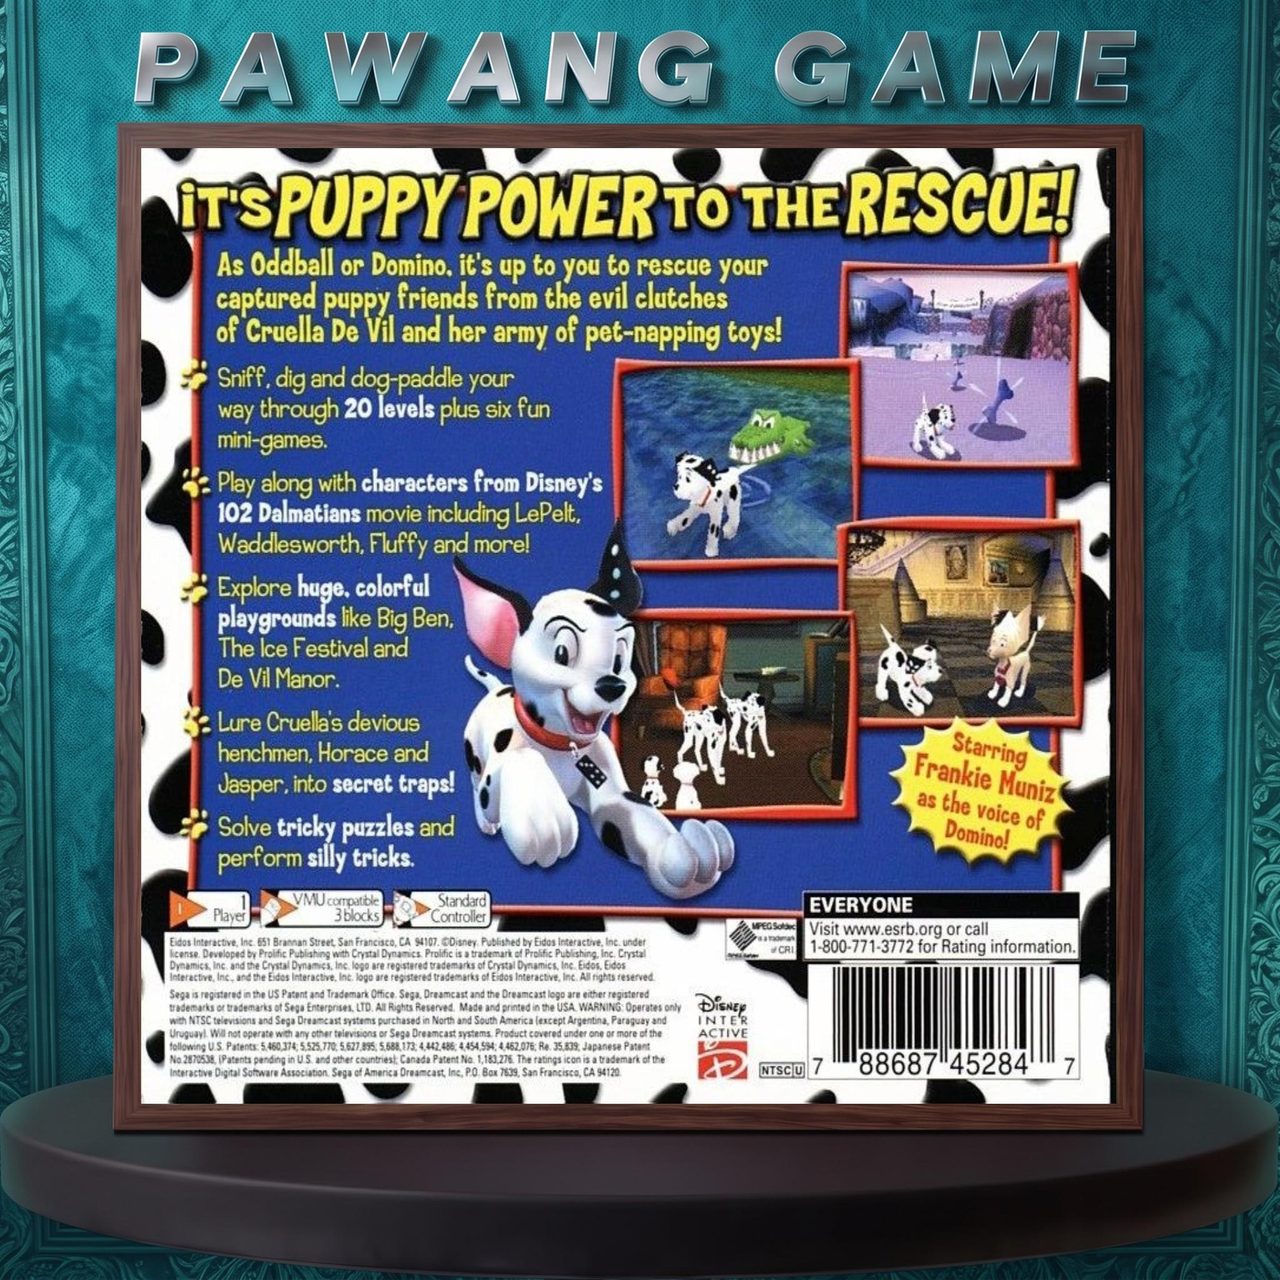 PAWANG GAME
iT'S PUPPY POWER TO THE RESCUE!
As Oddball or Domino, it's up to you to rescue your
captured puppy friends from the evil clutches
of Cruella De Vil and her army of pet-napping toys!
Sniff, dig and dog-paddle your
way through 20 levels plus six fun
mini-games.
Play along with characters from Disney's
102 Dalmatians movie including LePelt,
Waddlesworth, Fluffy and more!
Explore huge, colorful
playgrounds like Big Ben,
The Ice Festival and
De Vil Manor.
Lure Cruella's devious
henchmen, Horace and
Jasper, into secret traps!
Solve tricky puzzles and
perform silly tricks.
Starring
Frankie Muniz
as the voice of
Domino!
1
Player
VMU compatible
3 blocks
Standard
Controller
EVERYONE
Visit www.esrb.org or call
1-800-771-3772 for Rating information.
Eidos Interactive, Inc. 651 Brannan Street, San Francisco, CA 94107. ©Disney. Published by Eidos Interactive, Inc. under
license. Developed by Prolific Publishing with Crystal Dynamics. Prolific is a trademark of Prolific Publishing, Inc. Crystal
Dynamics, Inc. and the Crystal Dynamics, Inc. logo are registered trademarks of Crystal Dynamics, Inc. Eidos, Eidos
Interactive, Inc., and the Eidos Interactive, Inc. logo are registered trademarks of Eidos Interactive, Inc. All rights reserved.
Sega is registered in the US Patent and Trademark Office. Sega, Dreamcast and the Dreamcast logo are either registered
trademarks or trademarks of Sega Enterprises, LTD. All Rights Reserved. Made and printed in the USA. WARNING: Operates only
with NTSC televisions and Sega Dreamcast systems purchased in North and South America (except Argentina, Paraguay and
Uruguay). Will not operate with any other televisions or Sega Dreamcast systems. Product covered under one or more of the
following U.S. Patents: 5,460,374; 5,525,770; 5,627,895; 5,688,173; 4,442,486; 4,454,594; 4,462,076; Re. 35,839; Japanese Patent
No.2870538, (Patents pending in U.S. and other countries); Canada Patent No. 1,183,276. The ratings icon is a trademark of the
Interactive Digital Software Association. Sega of America Dreamcast, Inc, P.O. Box 7639, San Francisco, CA 94120.
MPEG Sofdec
is a trademark
of CRI.
Disney
INTER
ACTIVE
NTSC U
7 88687 45284 7